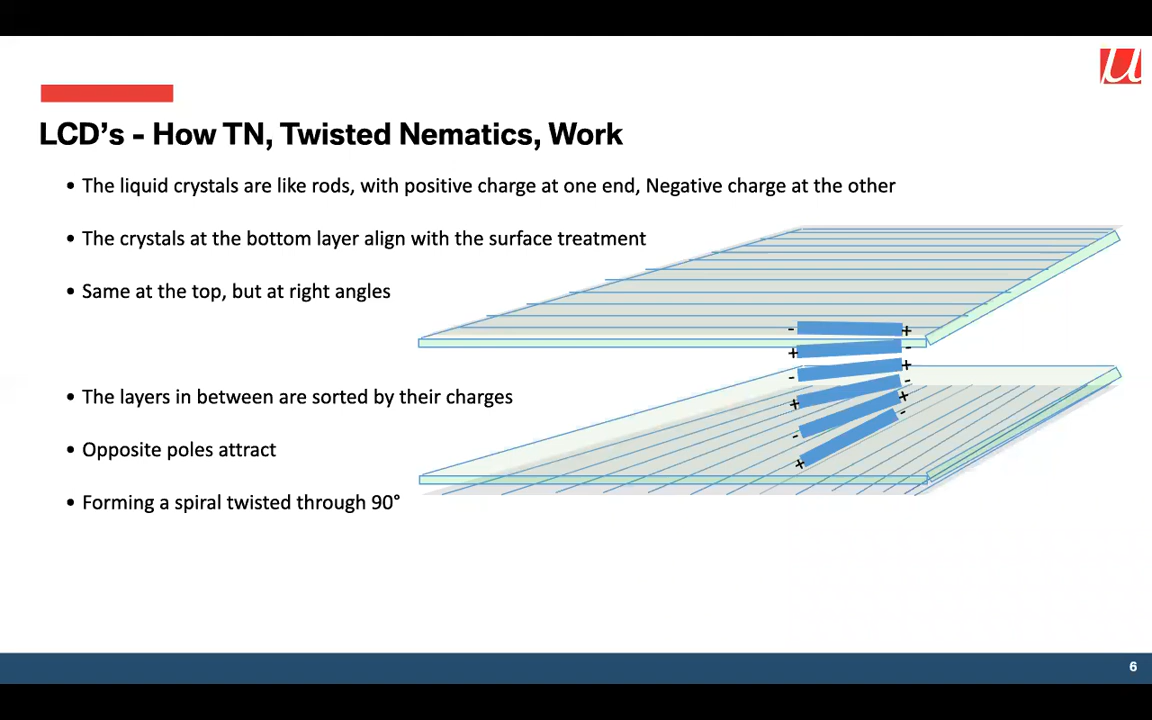 LCD’s - How TN, Twisted Nematics, Work
• The liquid crystals are like rods, with positive charge at one end, Negative charge at the other
• The crystals at the bottom layer align with the surface treatment
• Same at the top, but at right angles
- +
+ -
- +
+ -
- +
+ -
• The layers in between are sorted by their charges
• Opposite poles attract
• Forming a spiral twisted through 90°
6